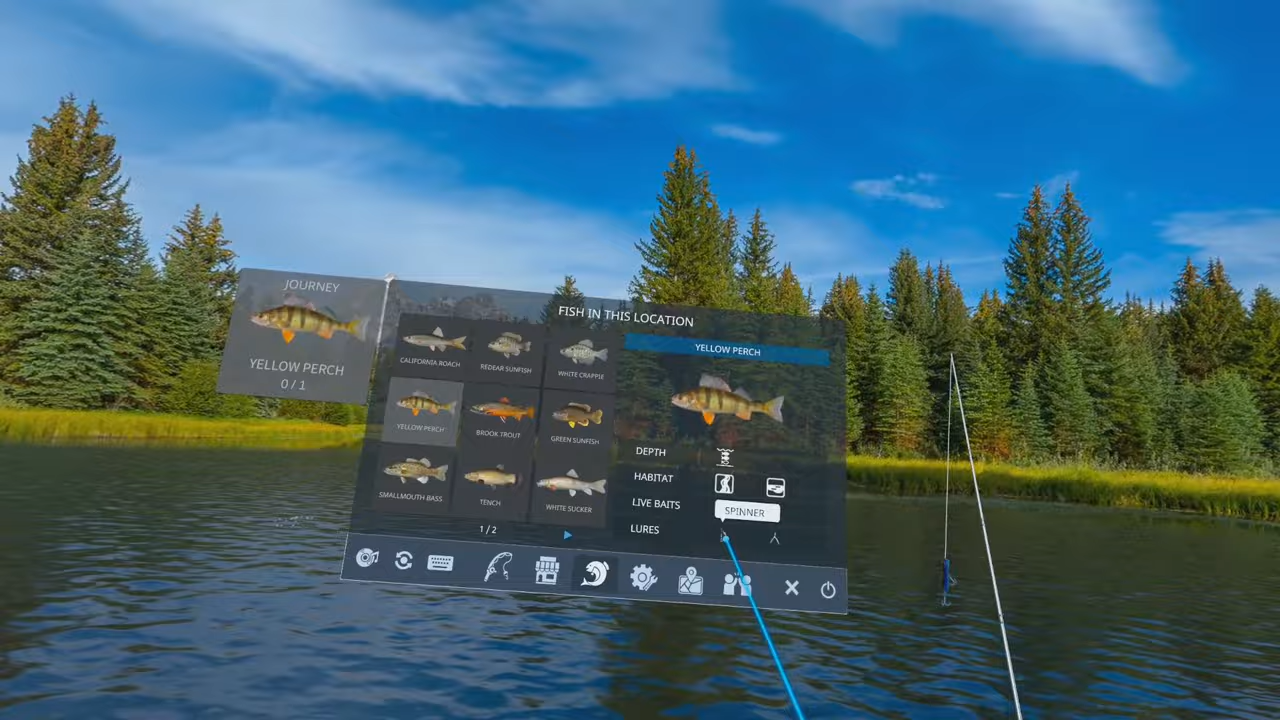 JOURNEY
YELLOW PERCH
0 / 1
FISH IN THIS LOCATION
CALIFORNIA ROACH
REDEAR SUNFISH
WHITE CRAPPIE
YELLOW PERCH
BROOK TROUT
GREEN SUNFISH
SMALLMOUTH BASS
TENCH
WHITE SUCKER
1 / 2
YELLOW PERCH
DEPTH
HABITAT
LIVE BAITS
SPINNER
LURES